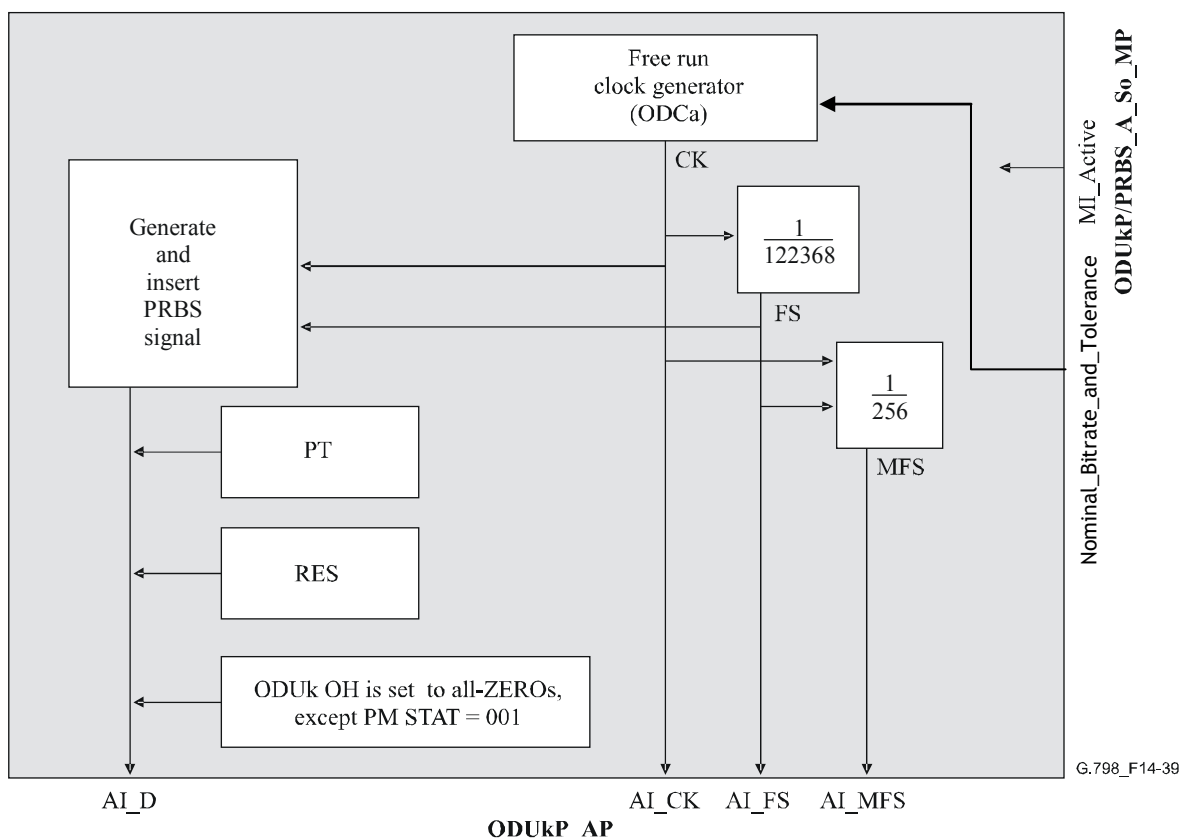 Free run
clock generator
(ODCa)
CK
Generate
and
insert
PRBS
signal
1
122368
FS
1
256
MFS
PT
RES
ODUk OH is set to all-ZEROs,
except PM STAT = 001
MI_Active
ODUkP/PRBS_A_So_MP
Nominal_Bitrate_and_Tolerance
G.798_F14-39
AI_D
AI_CK
AI_FS
AI_MFS
ODUkP_AP